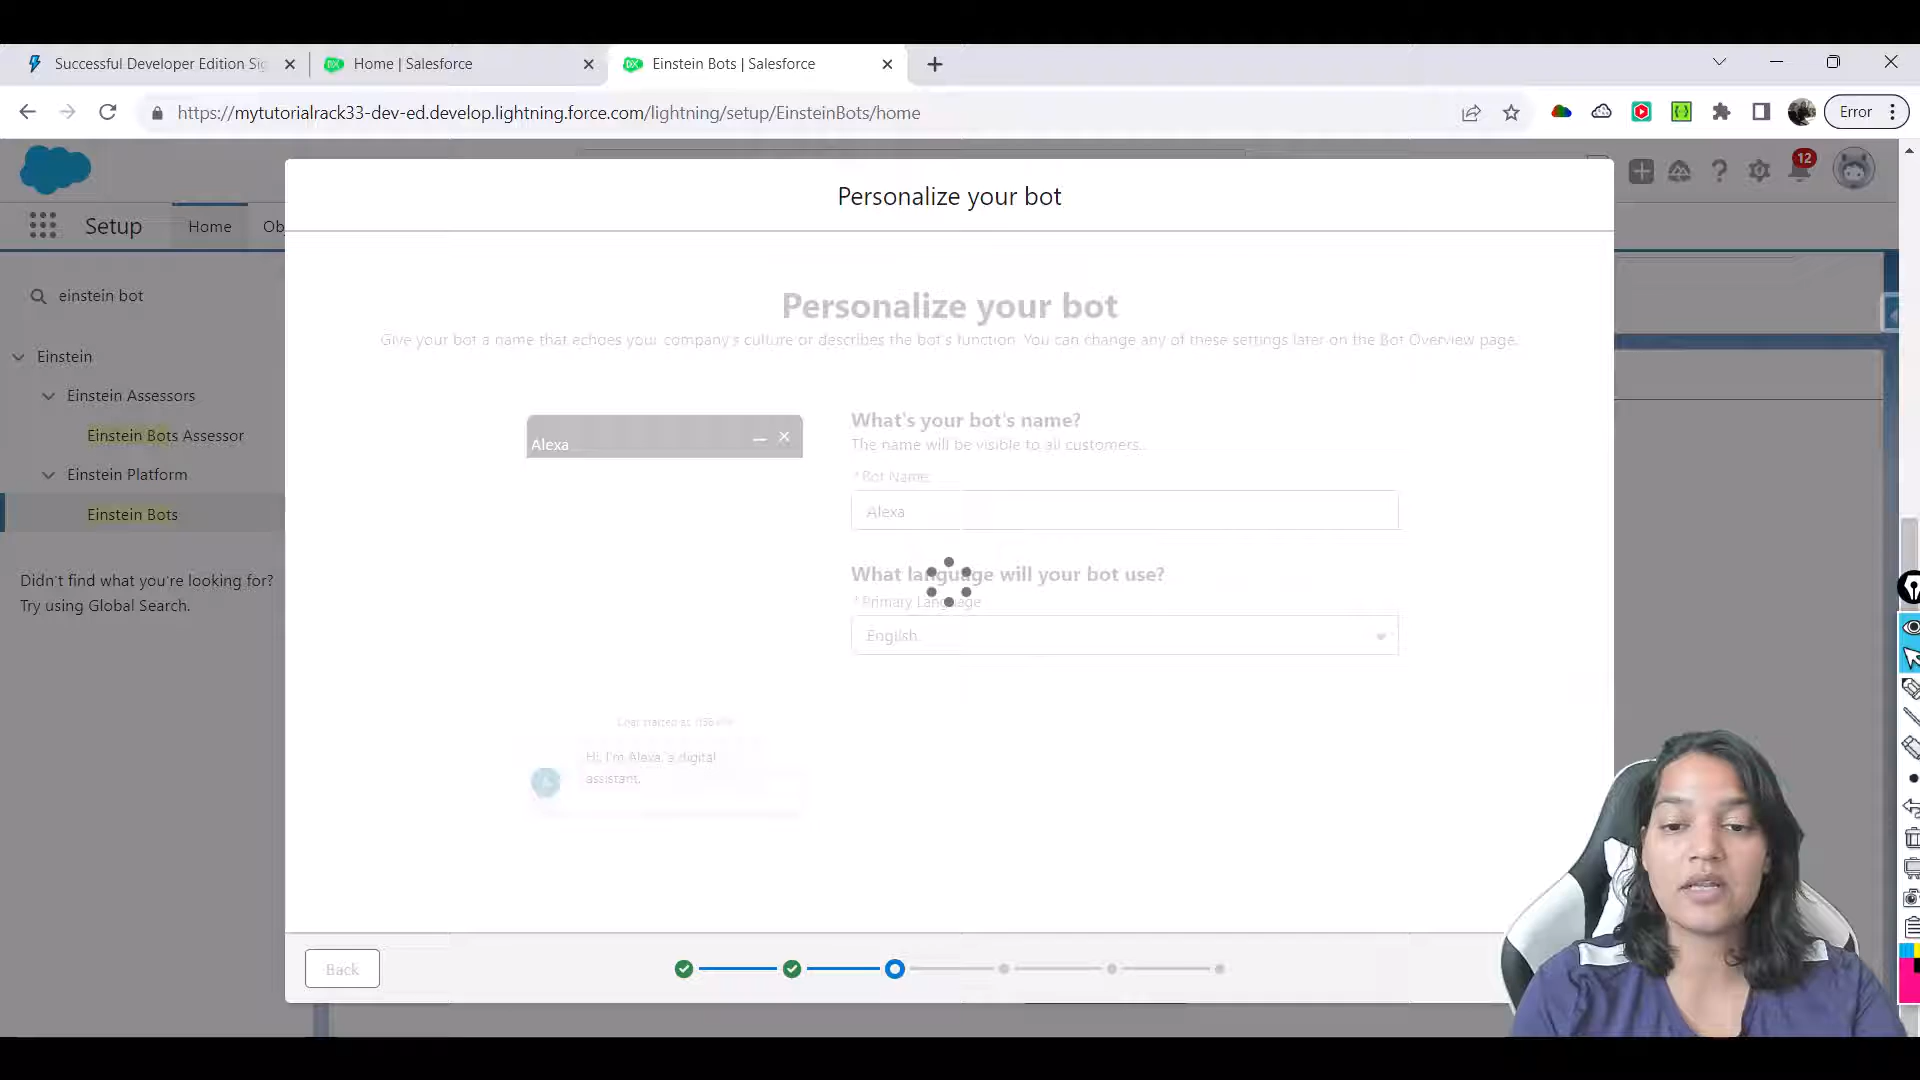 Successful Developer Edition Sig
Home | Salesforce
Einstein Bots | Salesforce
https://mytutorialrack33-dev-ed.develop.lightning.force.com/lightning/setup/EinsteinBots/home
Error
12
Setup
Home
Ob
einstein bot
Einstein
Einstein Assessors
Einstein Bots Assessor
Einstein Platform
Einstein Bots
Didn't find what you're looking for?
Try using Global Search.
Personalize your bot
Personalize your bot
Give your bot a name that echoes your company's culture or describes the bot's function. You can change any of these settings later on the Bot Overview page.
Alexa
What's your bot's name?
The name will be visible to all customers.
*Bot Name
Alexa
What language will your bot use?
*Primary Language
English
Chat started at
Hi, I'm Alexa, a digital
assistant.
Back